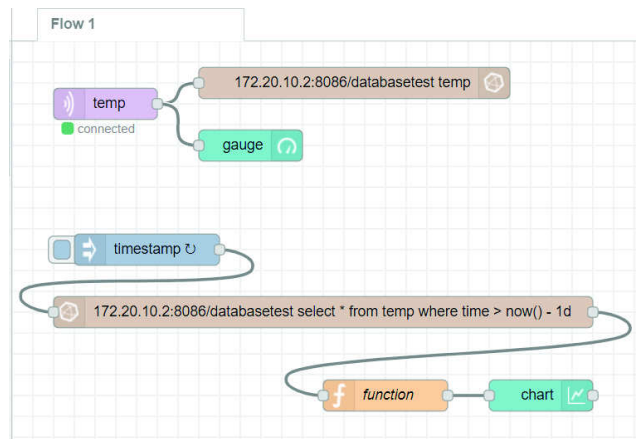 Flow 1
172.20.10.2:8086/databasetest temp
temp
connected
gauge
timestamp ↻
172.20.10.2:8086/databasetest select * from temp where time > now() - 1d
function
chart